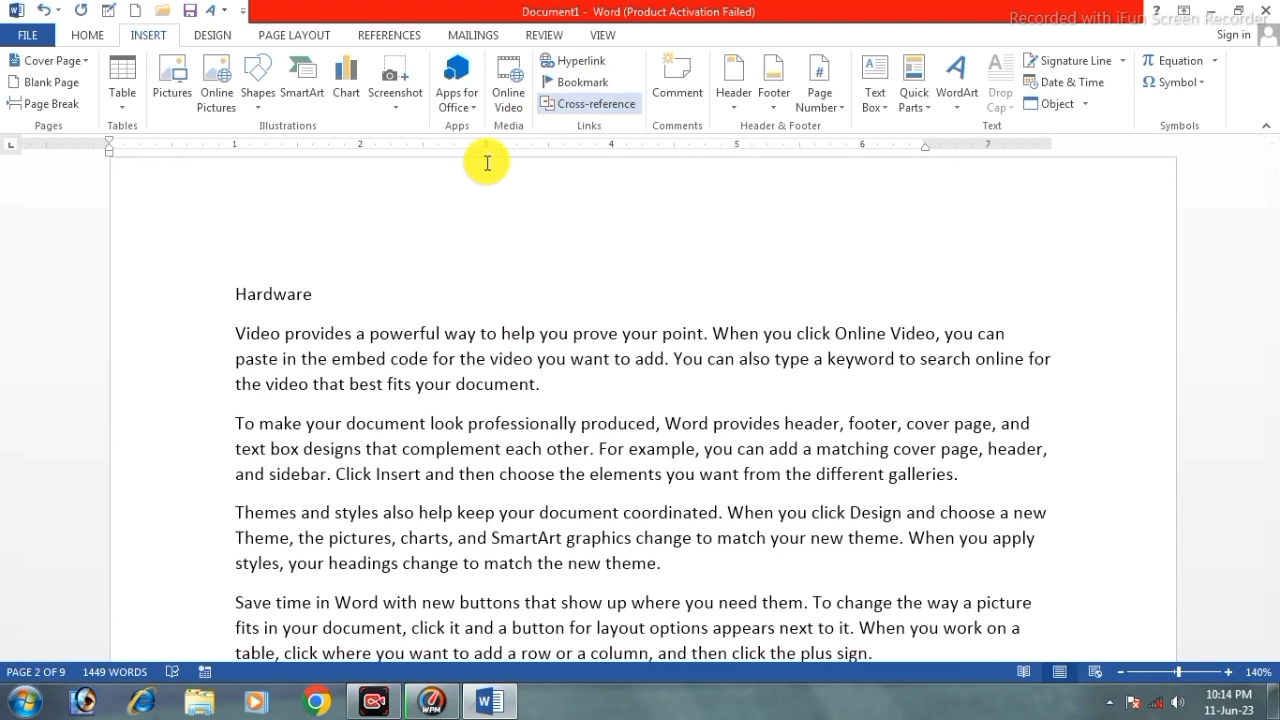 Document1 - Word (Product Activation Failed)
Recorded with iFun Screen Recorder
FILE HOME INSERT DESIGN PAGE LAYOUT REFERENCES MAILINGS REVIEW VIEW Sign in
Cover Page
Blank Page
Page Break
Pages
Table
Tables
Pictures
Online Pictures
Shapes
SmartArt
Chart
Screenshot
Illustrations
Apps for Office
Apps
Online Video
Media
Hyperlink
Bookmark
Cross-reference
Links
Comment
Comments
Header
Footer
Page Number
Header & Footer
Text Box
Quick Parts
WordArt
Drop Cap
Signature Line
Date & Time
Object
Text
Equation
Symbol
Symbols
1 2 3 4 5 6 7
Hardware
Video provides a powerful way to help you prove your point. When you click Online Video, you can
paste in the embed code for the video you want to add. You can also type a keyword to search online for
the video that best fits your document.
To make your document look professionally produced, Word provides header, footer, cover page, and
text box designs that complement each other. For example, you can add a matching cover page, header,
and sidebar. Click Insert and then choose the elements you want from the different galleries.
Themes and styles also help keep your document coordinated. When you click Design and choose a new
Theme, the pictures, charts, and SmartArt graphics change to match your new theme. When you apply
styles, your headings change to match the new theme.
Save time in Word with new buttons that show up where you need them. To change the way a picture
fits in your document, click it and a button for layout options appears next to it. When you work on a
table, click where you want to add a row or a column, and then click the plus sign.
PAGE 2 OF 9 1449 WORDS 140%
WPM
10:14 PM
11-Jun-23